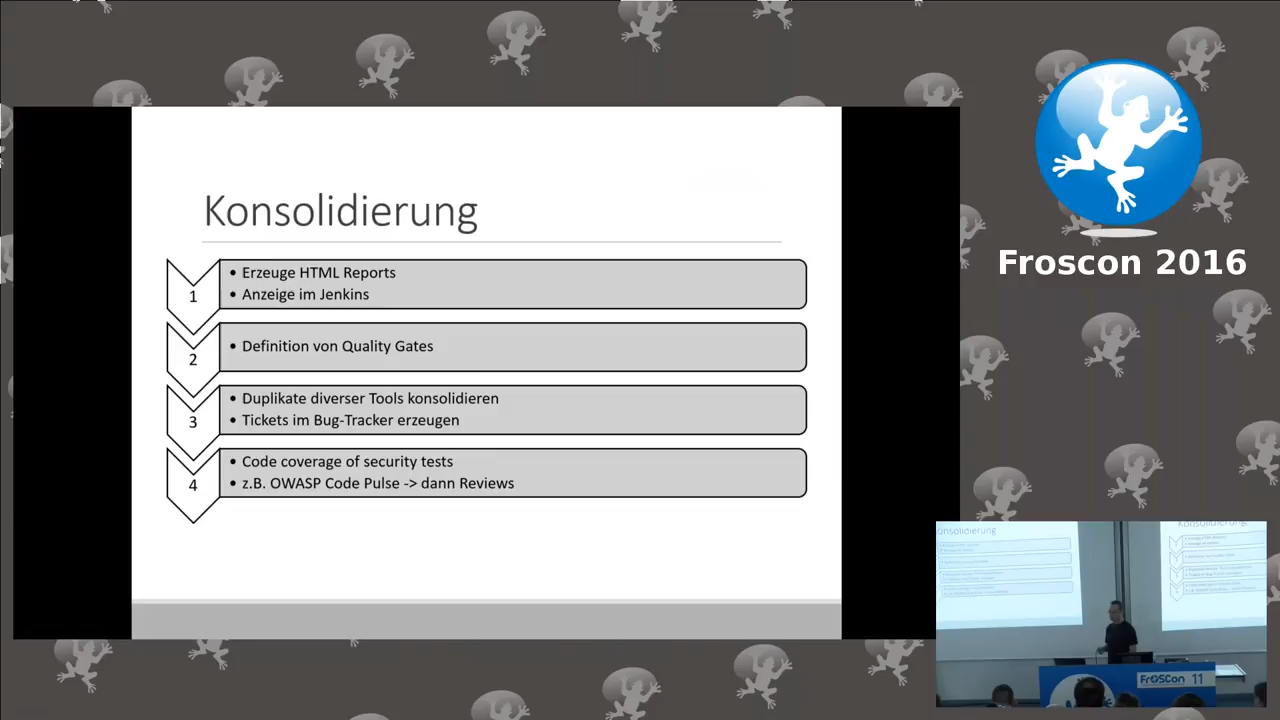 Konsolidierung
1
• Erzeuge HTML Reports
• Anzeige im Jenkins
2
• Definition von Quality Gates
3
• Duplikate diverser Tools konsolidieren
• Tickets im Bug-Tracker erzeugen
4
• Code coverage of security tests
• z.B. OWASP Code Pulse -> dann Reviews
Froscon 2016
Konsolidierung
FrOSCon 11